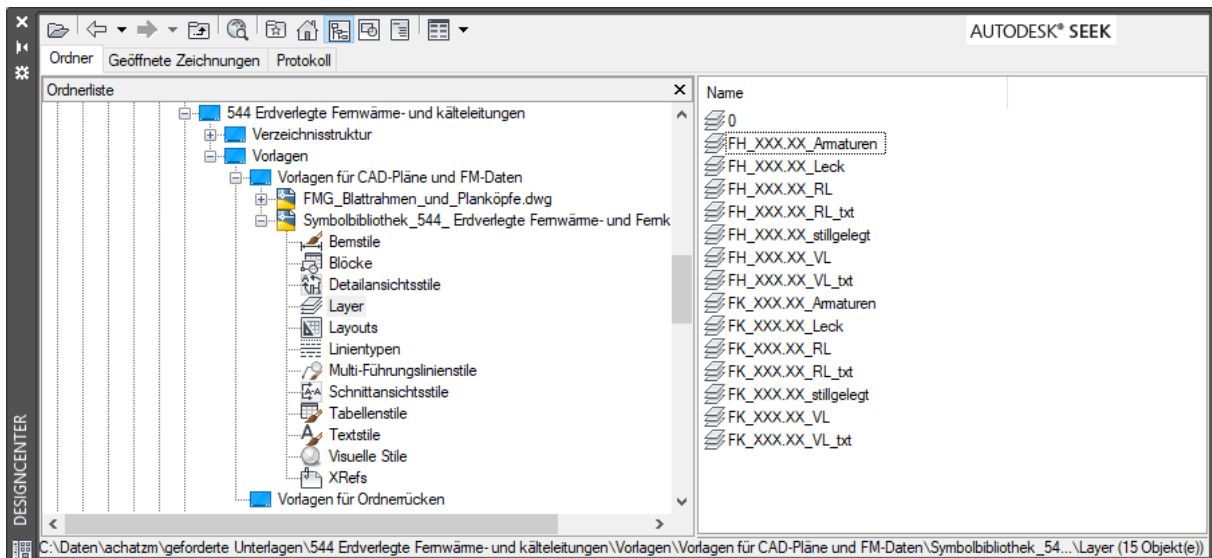 AUTODESK® SEEK
Ordner Geöffnete Zeichnungen Protokoll
Ordnerliste
544 Erdverlegte Fernwärme- und kälteleitungen
Verzeichnisstruktur
Vorlagen
Vorlagen für CAD-Pläne und FM-Daten
FMG_Blattrahmen_und_Planköpfe.dwg
Symbolbibliothek_544_ Erdverlegte Fernwärme- und Fernk
Bemstile
Blöcke
Detailansichtsstile
Layer
Layouts
Linientypen
Multi-Führungslinienstile
Schnittansichtsstile
Tabellenstile
Textstile
Visuelle Stile
XRefs
Vorlagen für Ordnerrücken
Name
0
FH_XXX.XX_Armaturen
FH_XXX.XX_Leck
FH_XXX.XX_RL
FH_XXX.XX_RL_txt
FH_XXX.XX_stillgelegt
FH_XXX.XX_VL
FH_XXX.XX_VL_txt
FK_XXX.XX_Armaturen
FK_XXX.XX_Leck
FK_XXX.XX_RL
FK_XXX.XX_RL_txt
FK_XXX.XX_stillgelegt
FK_XXX.XX_VL
FK_XXX.XX_VL_txt
DESIGNCENTER
C:\Daten\achatzm\geforderte Unterlagen\544 Erdverlegte Fernwärme- und kälteleitungen\Vorlagen\Vorlagen für CAD-Pläne und FM-Daten\Symbolbibliothek_54...\Layer (15 Objekt(e))